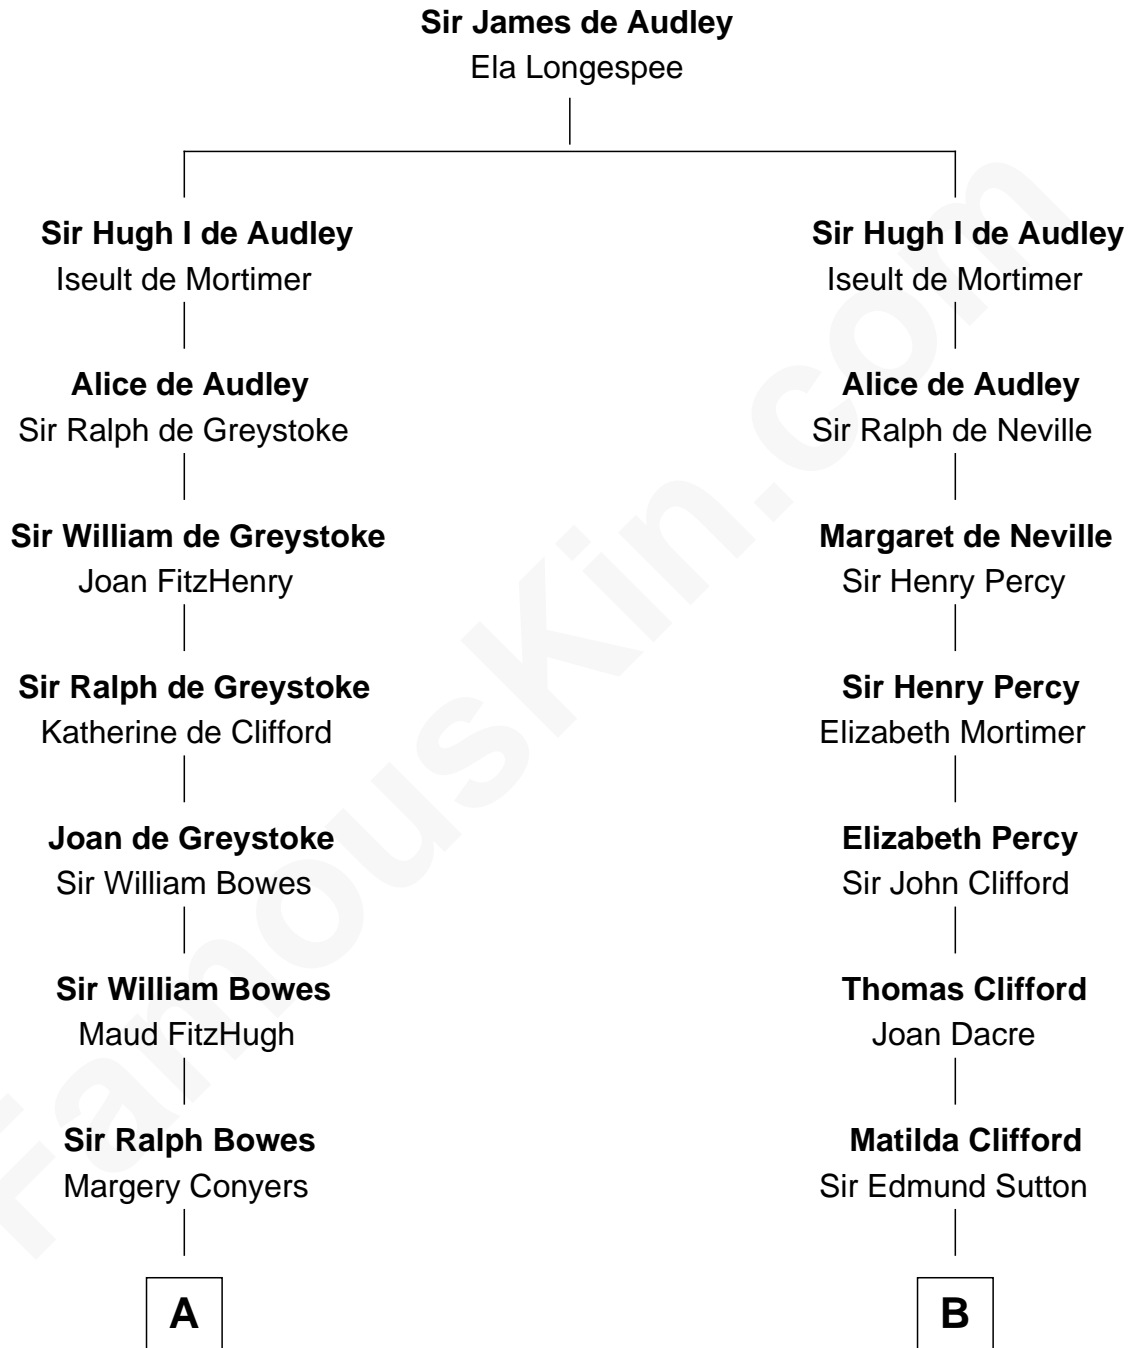 Sir James de Audley
Ela Longespee
Sir Hugh I de Audley
Iseult de Mortimer
Alice de Audley
Sir Ralph de Greystoke
Sir William de Greystoke
Joan FitzHenry
Sir Ralph de Greystoke
Katherine de Clifford
Joan de Greystoke
Sir William Bowes
Sir William Bowes
Maud FitzHugh
Sir Ralph Bowes
Margery Conyers
A
Sir Hugh I de Audley
Iseult de Mortimer
Alice de Audley
Sir Ralph de Neville
Margaret de Neville
Sir Henry Percy
Sir Henry Percy
Elizabeth Mortimer
Elizabeth Percy
Sir John Clifford
Thomas Clifford
Joan Dacre
Matilda Clifford
Sir Edmund Sutton
B
FamousKin.com